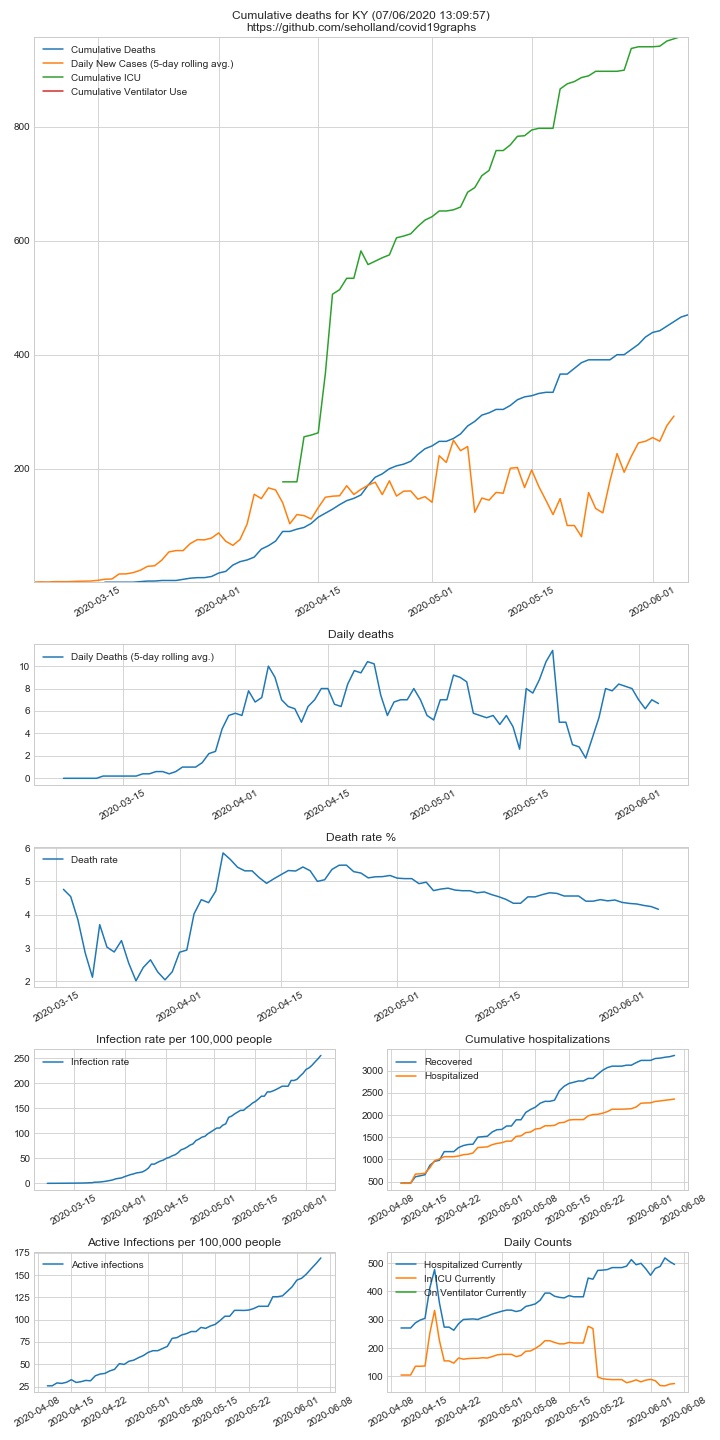 Cumulative deaths for KY (07/06/2020 13:09:57)
https://github.com/seholland/covid19graphs
Cumulative Deaths
Daily New Cases (5-day rolling avg.)
Cumulative ICU
Cumulative Ventilator Use
800
600
400
200
2020-03-15 2020-04-01 2020-04-15 2020-05-01 2020-05-15 2020-06-01
Daily deaths
Daily Deaths (5-day rolling avg.)
10
8
6
4
2
0
2020-03-15 2020-04-01 2020-04-15 2020-05-01 2020-05-15 2020-06-01
Death rate %
Death rate
6
5
4
3
2
2020-03-15 2020-04-01 2020-04-15 2020-05-01 2020-05-15 2020-06-01
Infection rate per 100,000 people
Infection rate
250
200
150
100
50
0
2020-03-15 2020-04-01 2020-04-15 2020-05-01 2020-05-15 2020-06-01
Cumulative hospitalizations
Recovered
Hospitalized
3000
2500
2000
1500
1000
500
2020-04-08 2020-04-15 2020-04-22 2020-05-01 2020-05-08 2020-05-15 2020-05-22 2020-06-01 2020-06-08
Active Infections per 100,000 people
Active infections
175
150
125
100
75
50
25
2020-04-08 2020-04-15 2020-04-22 2020-05-01 2020-05-08 2020-05-15 2020-05-22 2020-06-01 2020-06-08
Daily Counts
Hospitalized Currently
In ICU Currently
On Ventilator Currently
500
400
300
200
100
2020-04-08 2020-04-15 2020-04-22 2020-05-01 2020-05-08 2020-05-15 2020-05-22 2020-06-01 2020-06-08